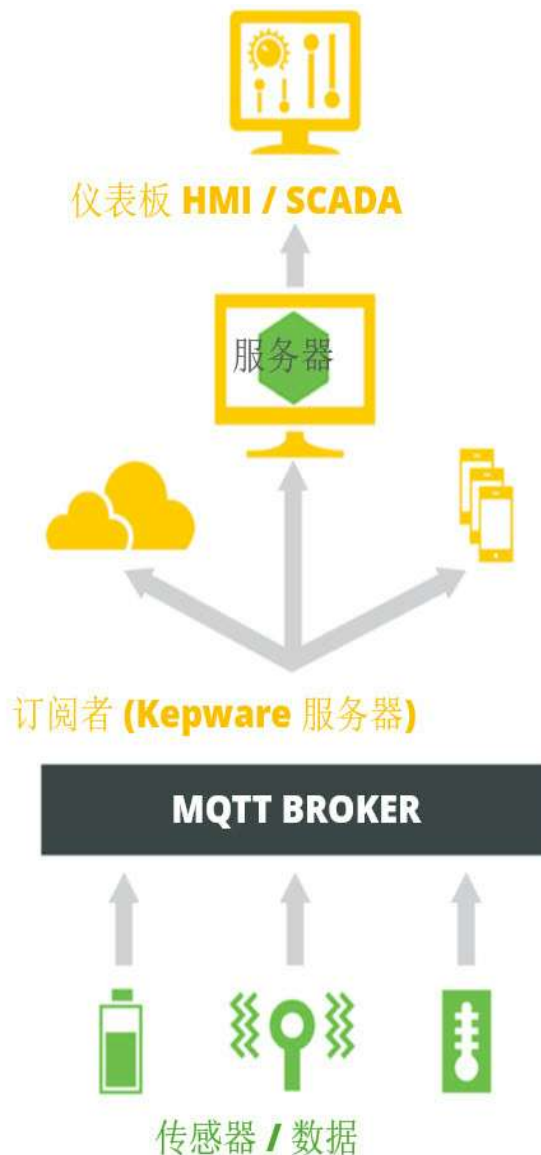 仪表板 HMI / SCADA
服务器
订阅者 (Kepware 服务器)
MQTT BROKER
传感器 / 数据